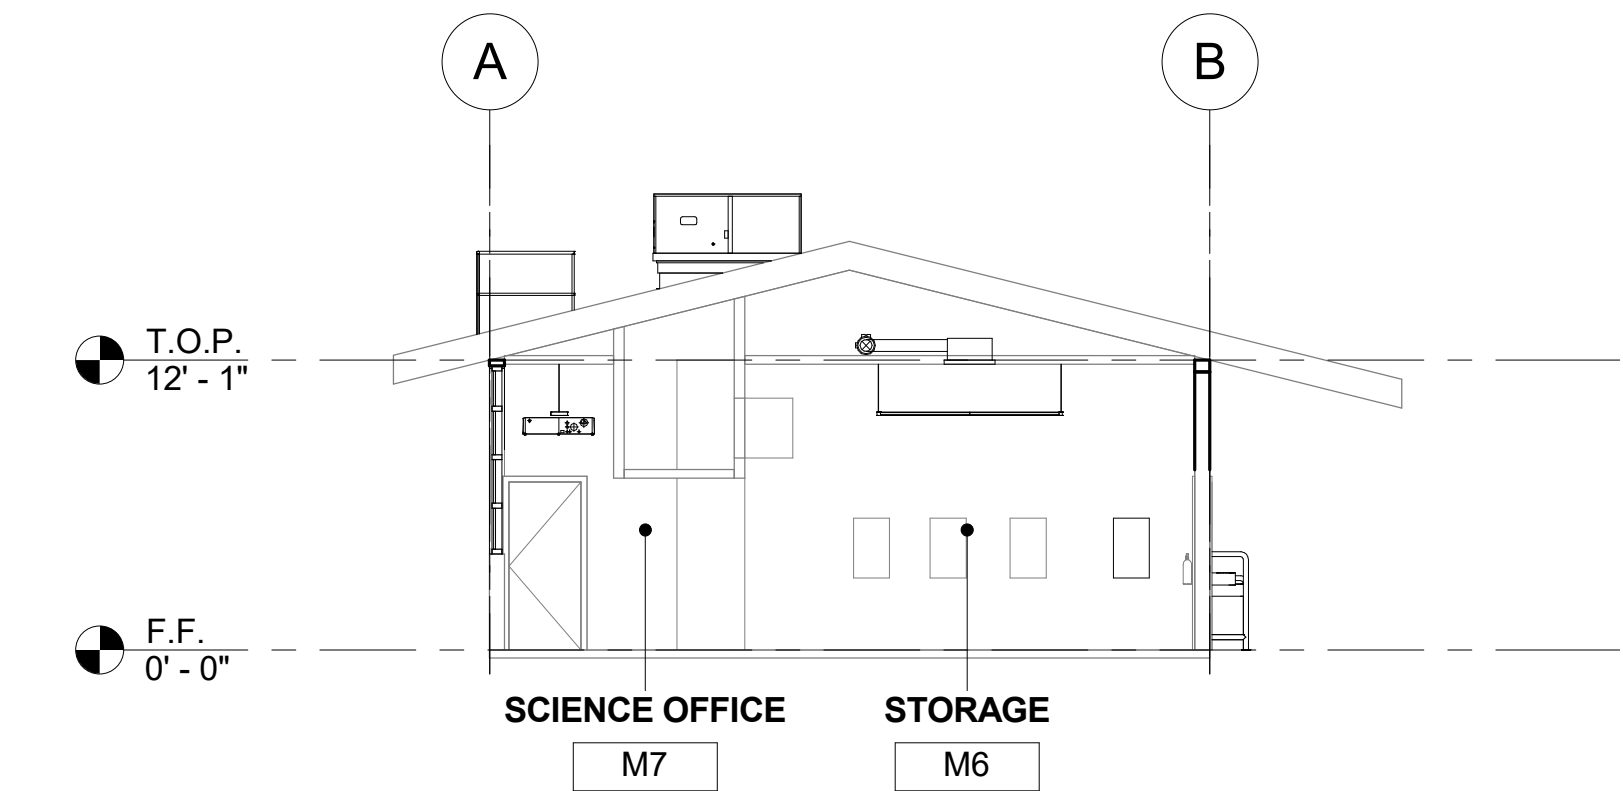 A
B
T.O.P.
12' - 1"
F.F.
0' - 0"
SCIENCE OFFICE
M7
STORAGE
M6